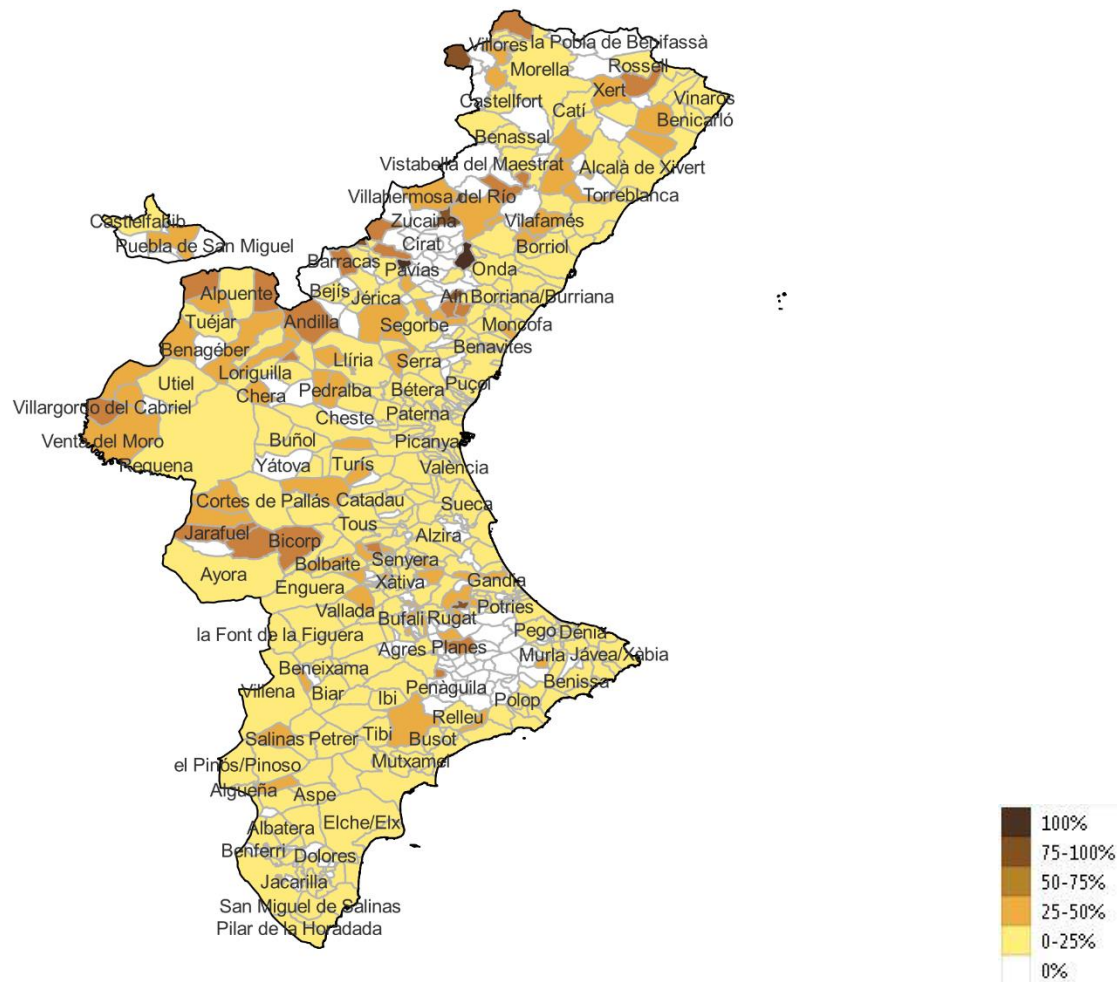 Villores
la Pobla de Benifassà
Morella
Rossell
Xert
Vinaros
Castellfort
Catí
Benicarló
Benassal
Vistabella del Maestrat
Alcalà de Xivert
Villahermosa del Río
Torreblanca
Castielfabib
Zucaina
Vilafamés
Puebla de San Miguel
Cirat
Borriol
Barracas
Pavías
Onda
Alpuente
Bejís
Jérica
Aín
Borriana/Burriana
Tuéjar
Andilla
Segorbe
Moncofa
Benagéber
Benavites
Llíria
Serra
Utiel
Loriguilla
Chera
Pedralba
Bétera
Puçol
Villargordo del Cabriel
Cheste
Paterna
Venta del Moro
Buñol
Picanya
Requena
Yátova
Turís
València
Cortes de Pallás
Catadau
Sueca
Tous
Jarafuel
Bicorp
Alzira
Bolbaite
Senyera
Ayora
Enguera
Xàtiva
Gandia
Vallada
Bufali
Rugat
Potries
la Font de la Figuera
Pego
Dénia
Agres
Planes
Murla
Jávea/Xàbia
Beneixama
Benissa
Villena
Biar
Ibi
Penàguila
Polop
Relleu
Salinas
Petrer
Tibi
Busot
el Pinós/Pinoso
Mutxamel
Algueña
Aspe
Albatera
Elche/Elx
Benferri
Dolores
Jacarilla
San Miguel de Salinas
Pilar de la Horadada
100%
75-100%
50-75%
25-50%
0-25%
0%